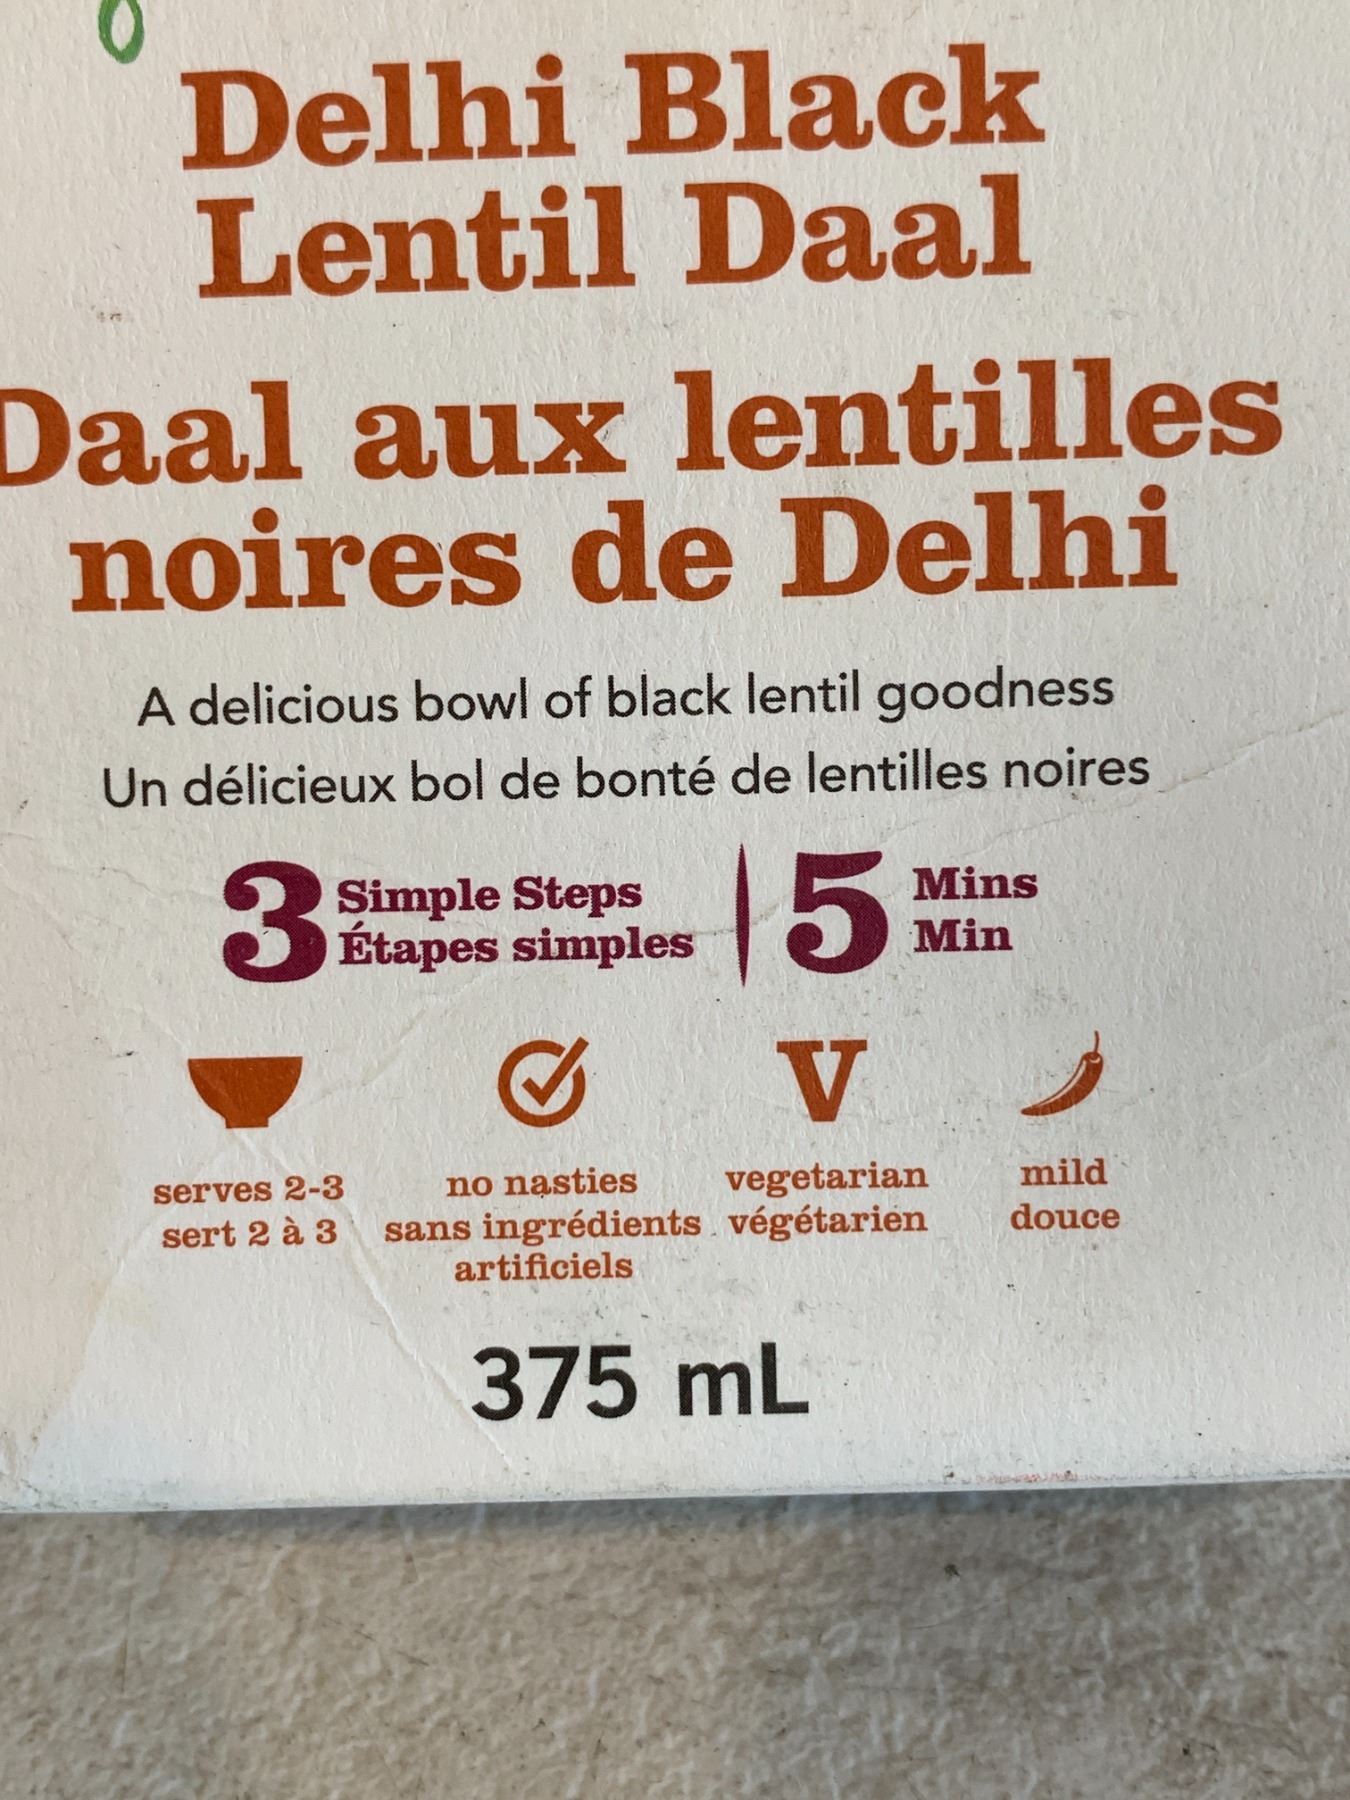 Delhi Black
Lentil Daal
Daal aux lentilles
noires de Delhi
A delicious bowl of black lentil goodness
Un délicieux bol de bonté de lentilles noires
3 Simple Steps
Étapes simples
5 Mins
Min
serves 2-3
sert 2 à 3
no nasties
sans ingrédients
artificiels
V
vegetarian
végétarien
mild
douce
375 mL